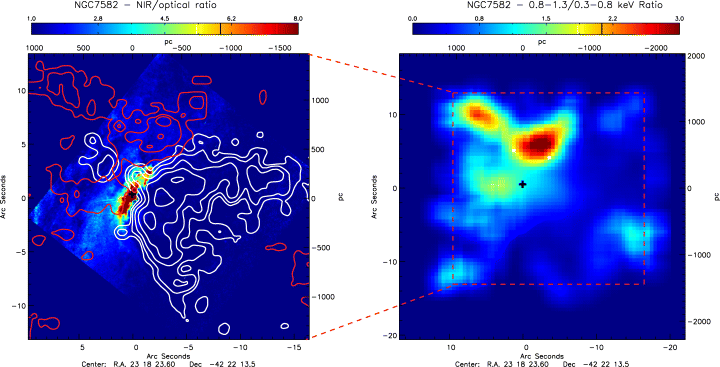 NGC7582 - NIR/optical ratio
1.0 2.8 4.5 6.2 8.0
1000 500 0 pc -500 -1000 -1500
10 5 0 -5 -10
Arc Seconds
1000 500 0 -500 -1000
pc
5 0 -5 -10 -15
Arc Seconds
Center: R.A. 23 18 23.60 Dec -42 22 13.5
NGC7582 - 0.8-1.3/0.3-0.8 keV Ratio
0.0 0.8 1.5 2.2 3.0
1000 0 pc -1000 -2000
10 0 -10 -20
Arc Seconds
2000 1000 0 -1000 -2000
pc
10 0 -10 -20
Arc Seconds
Center: R.A. 23 18 23.60 Dec -42 22 13.5